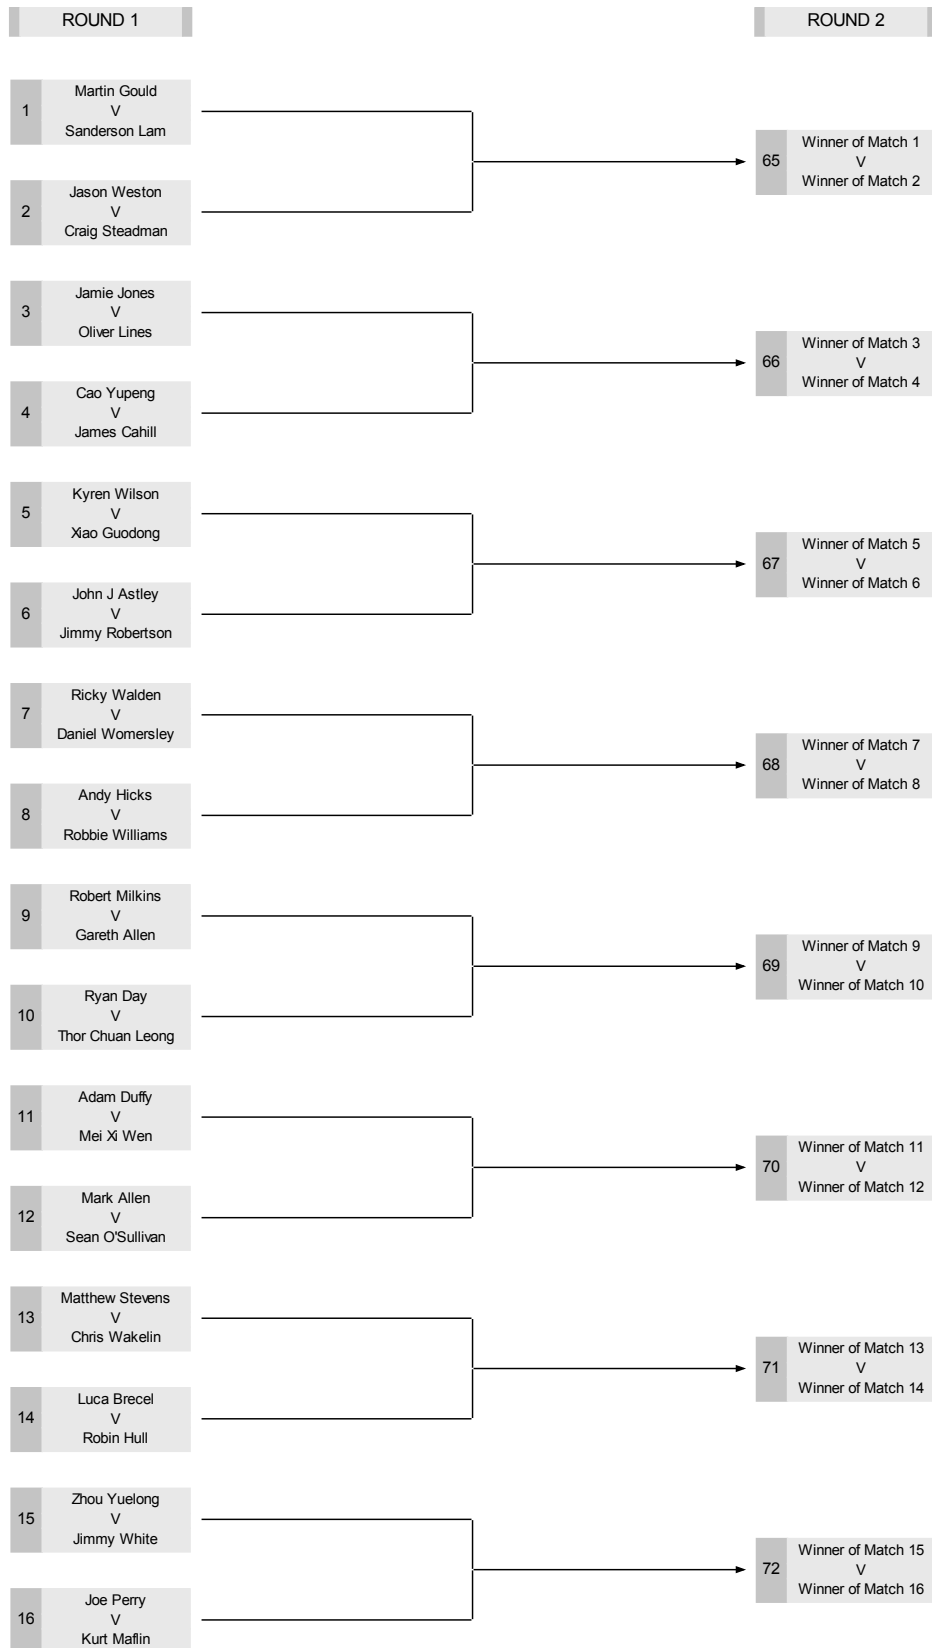 ROUND 1
ROUND 2
1
Martin Gould
V
Sanderson Lam
2
Jason Weston
V
Craig Steadman
65
Winner of Match 1
V
Winner of Match 2
3
Jamie Jones
V
Oliver Lines
4
Cao Yupeng
V
James Cahill
66
Winner of Match 3
V
Winner of Match 4
5
Kyren Wilson
V
Xiao Guodong
6
John J Astley
V
Jimmy Robertson
67
Winner of Match 5
V
Winner of Match 6
7
Ricky Walden
V
Daniel Womersley
8
Andy Hicks
V
Robbie Williams
68
Winner of Match 7
V
Winner of Match 8
9
Robert Milkins
V
Gareth Allen
10
Ryan Day
V
Thor Chuan Leong
69
Winner of Match 9
V
Winner of Match 10
11
Adam Duffy
V
Mei Xi Wen
12
Mark Allen
V
Sean O'Sullivan
70
Winner of Match 11
V
Winner of Match 12
13
Matthew Stevens
V
Chris Wakelin
14
Luca Brecel
V
Robin Hull
71
Winner of Match 13
V
Winner of Match 14
15
Zhou Yuelong
V
Jimmy White
16
Joe Perry
V
Kurt Maflin
72
Winner of Match 15
V
Winner of Match 16